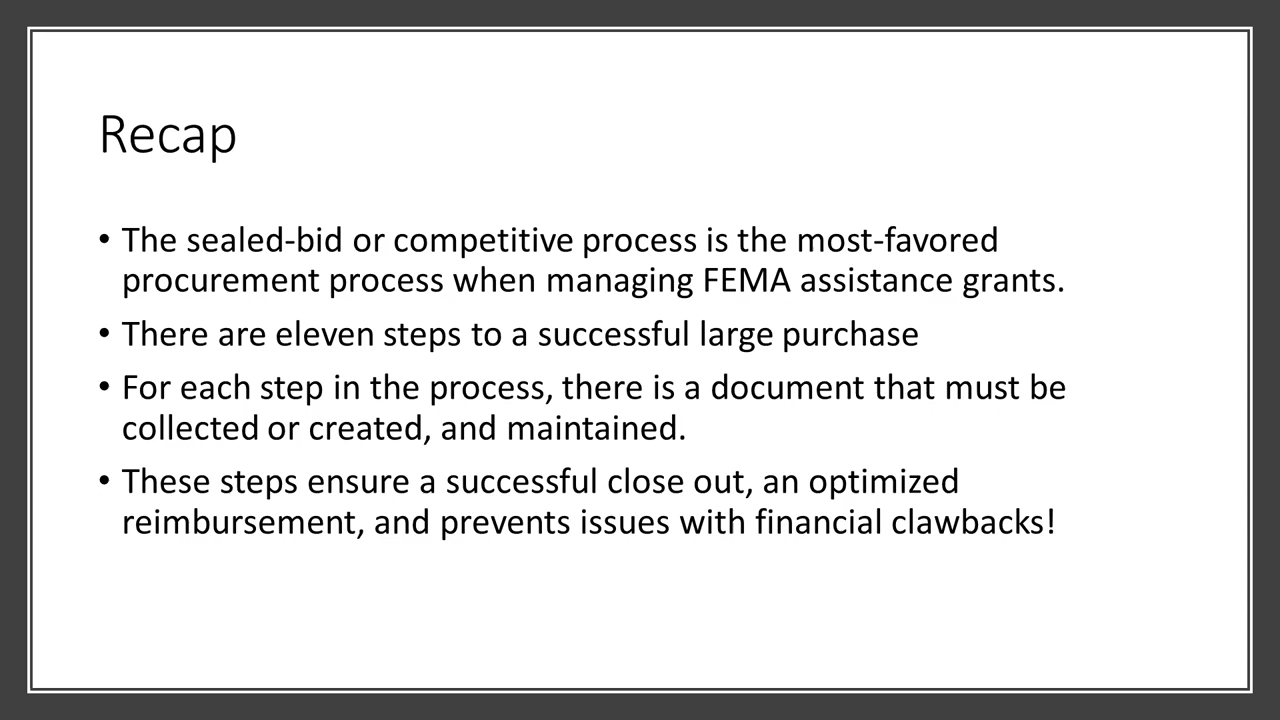 Recap
• The sealed-bid or competitive process is the most-favored
procurement process when managing FEMA assistance grants.
• There are eleven steps to a successful large purchase
• For each step in the process, there is a document that must be
collected or created, and maintained.
• These steps ensure a successful close out, an optimized
reimbursement, and prevents issues with financial clawbacks!